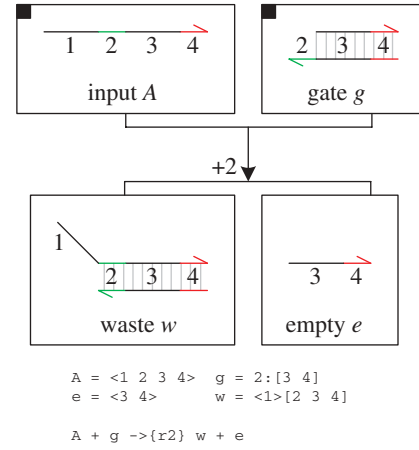 1 2 3 4
input A
2 3 4
gate g
+2
1
2 3 4
waste w
3 4
empty e
A = <1 2 3 4> g = 2:[3 4]
e = <3 4> w = <1>[2 3 4]
A + g ->{r2} w + e